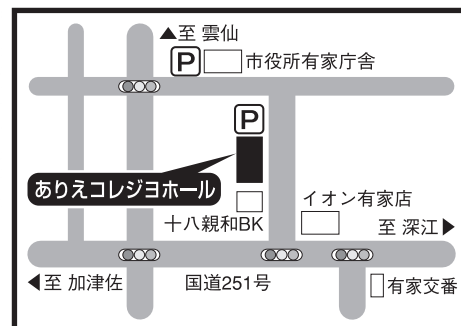 ▲至 雲仙
P
市役所有家庁舎
P
ありえコレジヨホール
十八親和BK
イオン有家店
至 深江▶
◀至 加津佐
国道251号
有家交番